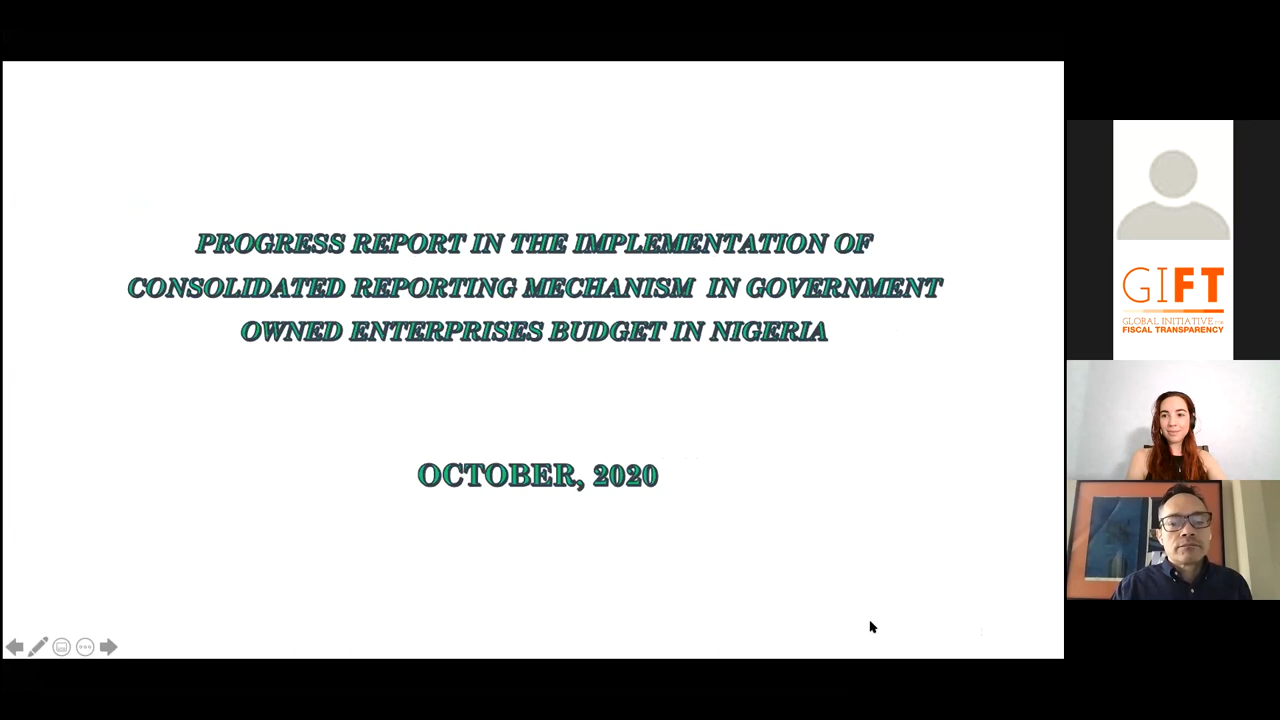 PROGRESS REPORT IN THE IMPLEMENTATION OF
CONSOLIDATED REPORTING MECHANISM IN GOVERNMENT
OWNED ENTERPRISES BUDGET IN NIGERIA
OCTOBER, 2020
GIFT
GLOBAL INITIATIVE FOR
FISCAL TRANSPARENCY